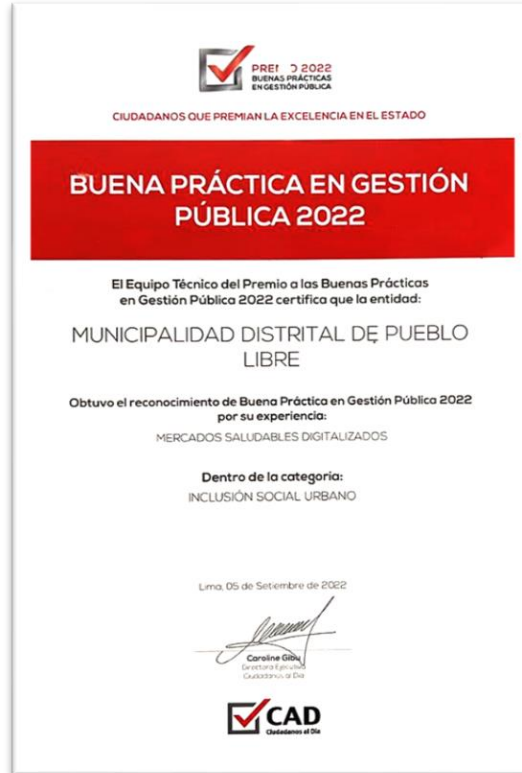 2022
BUENAS PRÁCTICAS
EN GESTIÓN PÚBLICA
CIUDADANOS QUE PREMIAN LA EXCELENCIA EN EL ESTADO
BUENA PRÁCTICA EN GESTIÓN
PÚBLICA 2022
El Equipo Técnico del Premio a las Buenas Prácticas
en Gestión Pública 2022 certifica que la entidad:
MUNICIPALIDAD DISTRITAL DE PUEBLO
LIBRE
Obtuvo el reconocimiento de Buena Práctica en Gestión Pública 2022
por su experiencia:
MERCADOS SALUDABLES DIGITALIZADOS
Dentro de la categoría:
INCLUSIÓN SOCIAL URBANO
Lima, 05 de Setiembre de 2022
Caroline Gibu
Directora Ejecutiva
Ciudadanos al Día
CAD
Ciudadanos al Día